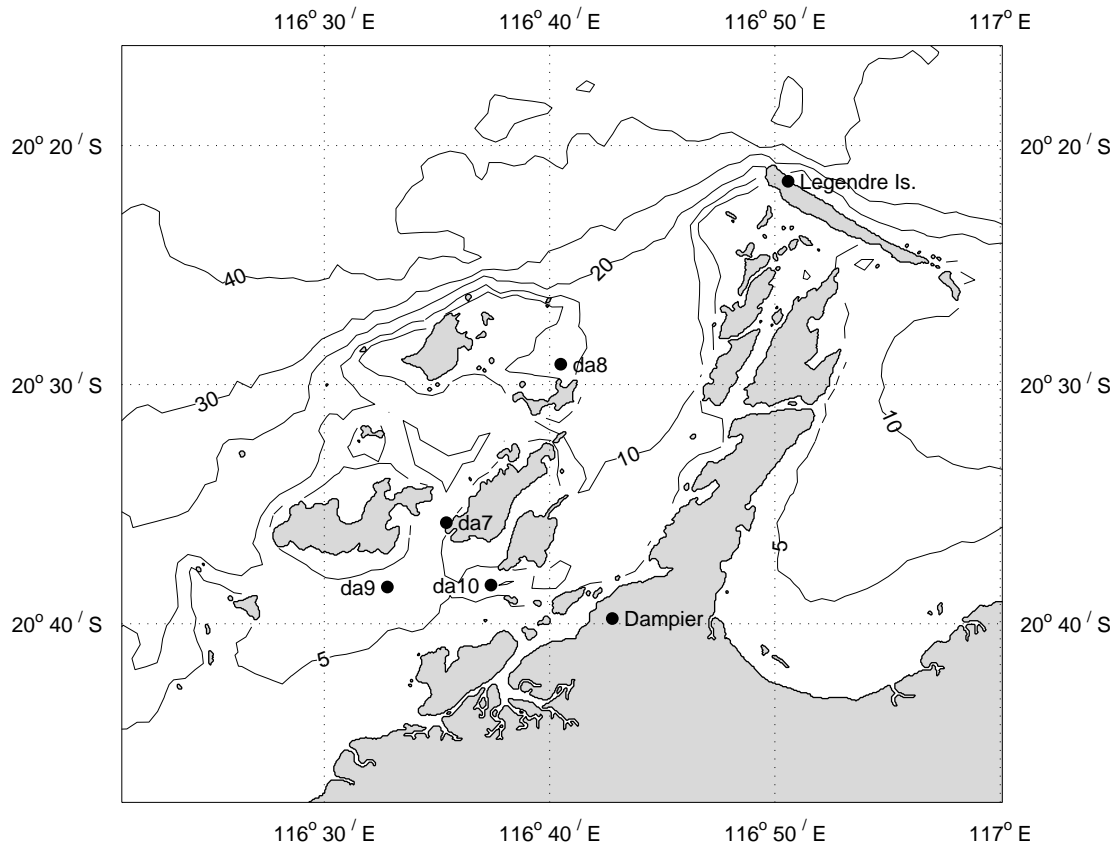 116° 30 ' E 116° 40 ' E 116° 50 ' E 117° E
20° 20 ' S 20° 20 ' S
Legendre Is.
40
20
da8
20° 30 ' S 20° 30 ' S
30
10
10
da7
5
da9 da10
Dampier
20° 40 ' S 20° 40 ' S
5
116° 30 ' E 116° 40 ' E 116° 50 ' E 117° E